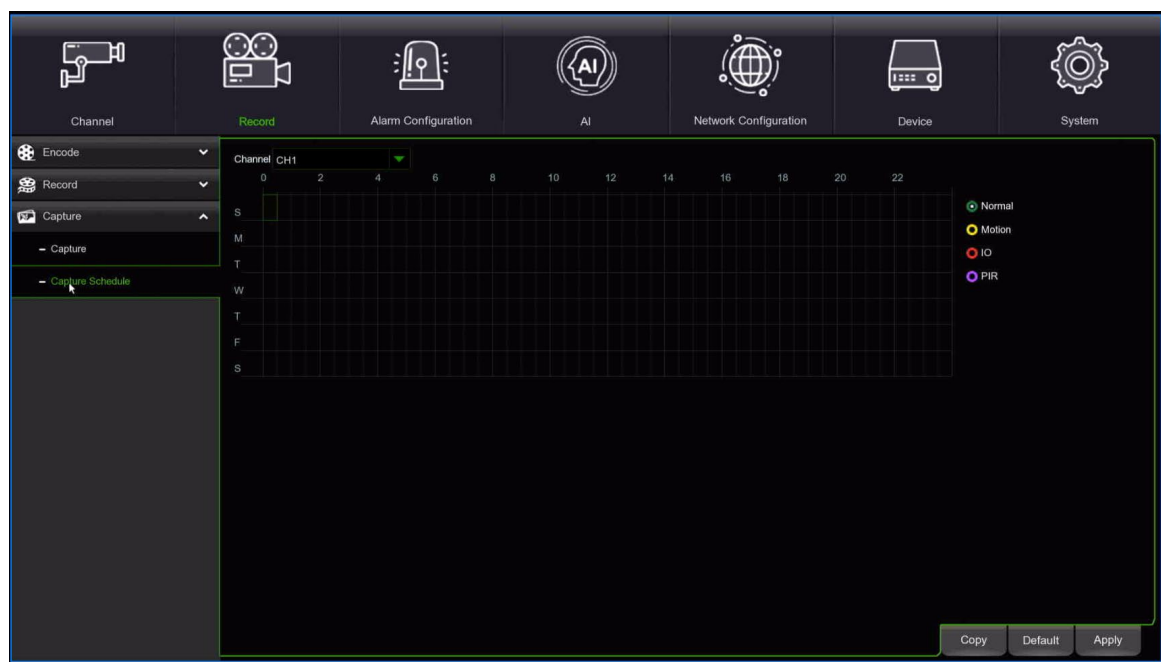 Channel Record Alarm Configuration AI Network Configuration Device System
Encode
Record
Capture
– Capture
– Capture Schedule
Channel CH1
0 2 4 6 8 10 12 14 16 18 20 22
S
M
T
W
T
F
S
Normal
Motion
IO
PIR
Copy Default Apply